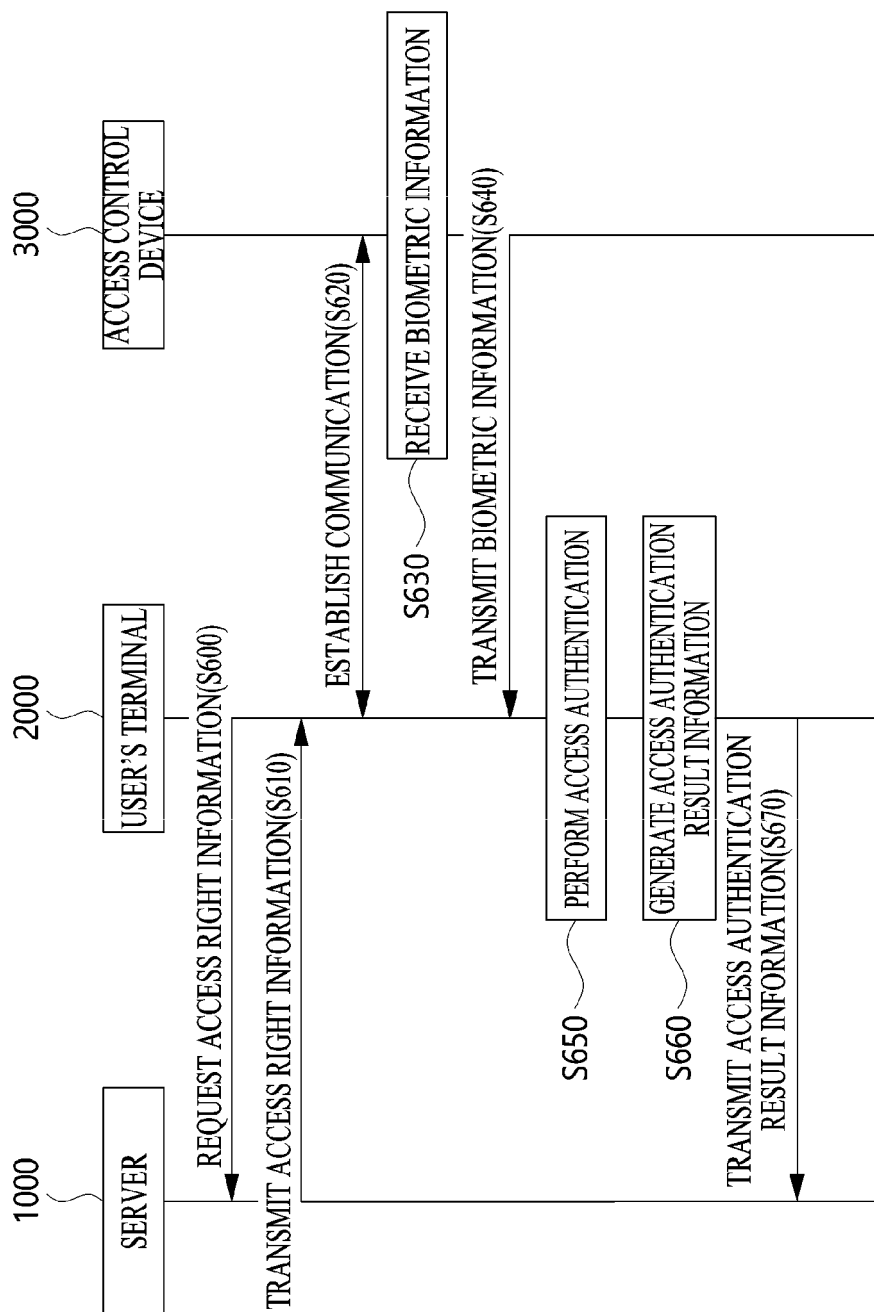 1000
2000
3000
SERVER
USER'S TERMINAL
ACCESS CONTROL
DEVICE
REQUEST ACCESS RIGHT INFORMATION(S600)
TRANSMIT ACCESS RIGHT INFORMATION(S610)
ESTABLISH COMMUNICATION(S620)
RECEIVE BIOMETRIC INFORMATION
S630
TRANSMIT BIOMETRIC INFORMATION(S640)
PERFORM ACCESS AUTHENTICATION
S650
GENERATE ACCESS AUTHENTICATION
RESULT INFORMATION
S660
TRANSMIT ACCESS AUTHENTICATION
RESULT INFORMATION(S670)